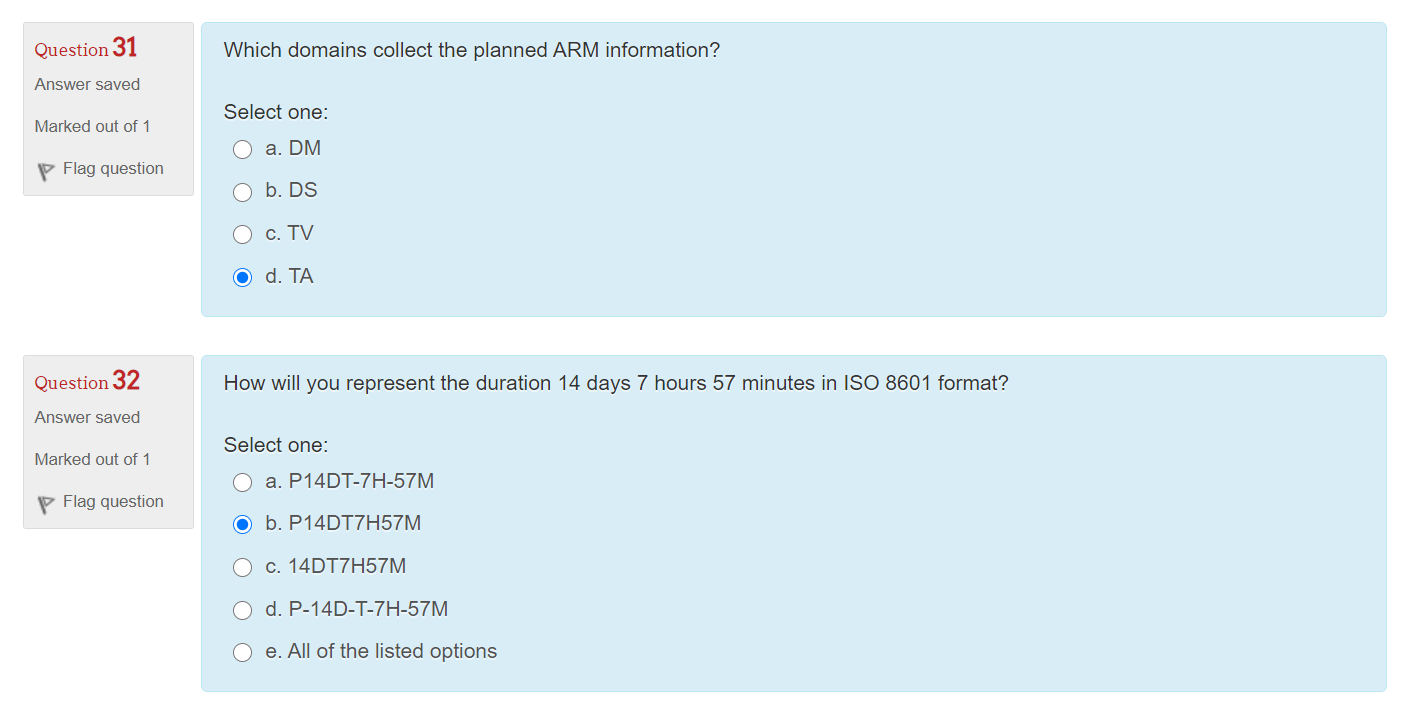 Question 31
Answer saved
Marked out of 1
Flag question
Which domains collect the planned ARM information?
Select one:
a. DM
b. DS
c. TV
d. TA
Question 32
Answer saved
Marked out of 1
Flag question
How will you represent the duration 14 days 7 hours 57 minutes in ISO 8601 format?
Select one:
a. P14DT-7H-57M
b. P14DT7H57M
c. 14DT7H57M
d. P-14D-T-7H-57M
e. All of the listed options